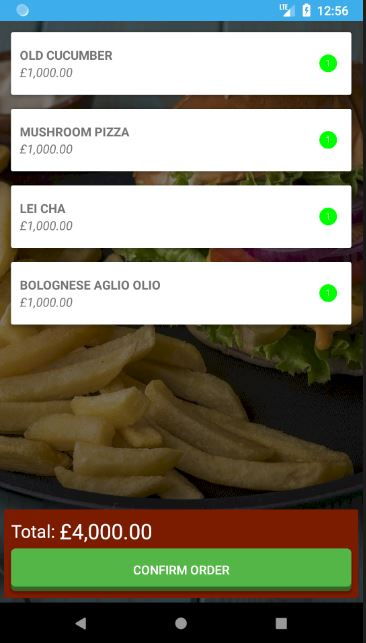 LTE 12:56
OLD CUCUMBER
£1,000.00
1
MUSHROOM PIZZA
£1,000.00
1
LEI CHA
£1,000.00
1
BOLOGNESE AGLIO OLIO
£1,000.00
1
Total: £4,000.00
CONFIRM ORDER